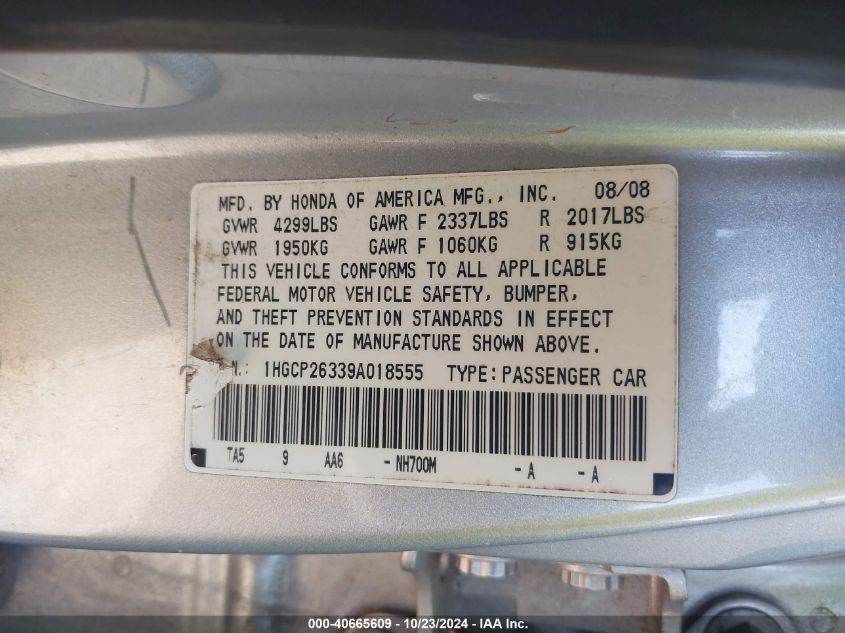 MFD. BY HONDA OF AMERICA MFG., INC. 08/08
GVWR 4299LBS GAWR F 2337LBS R 2017LBS
GVWR 1950KG GAWR F 1060KG R 915KG
THIS VEHICLE CONFORMS TO ALL APPLICABLE
FEDERAL MOTOR VEHICLE SAFETY, BUMPER,
AND THEFT PREVENTION STANDARDS IN EFFECT
ON THE DATE OF MANUFACTURE SHOWN ABOVE.
N.: 1HGCP26339A018555 TYPE: PASSENGER CAR
TA5 9 AA6 - NH700M - A - A
000-40665609 / 10/23/2024 - IAA Inc.